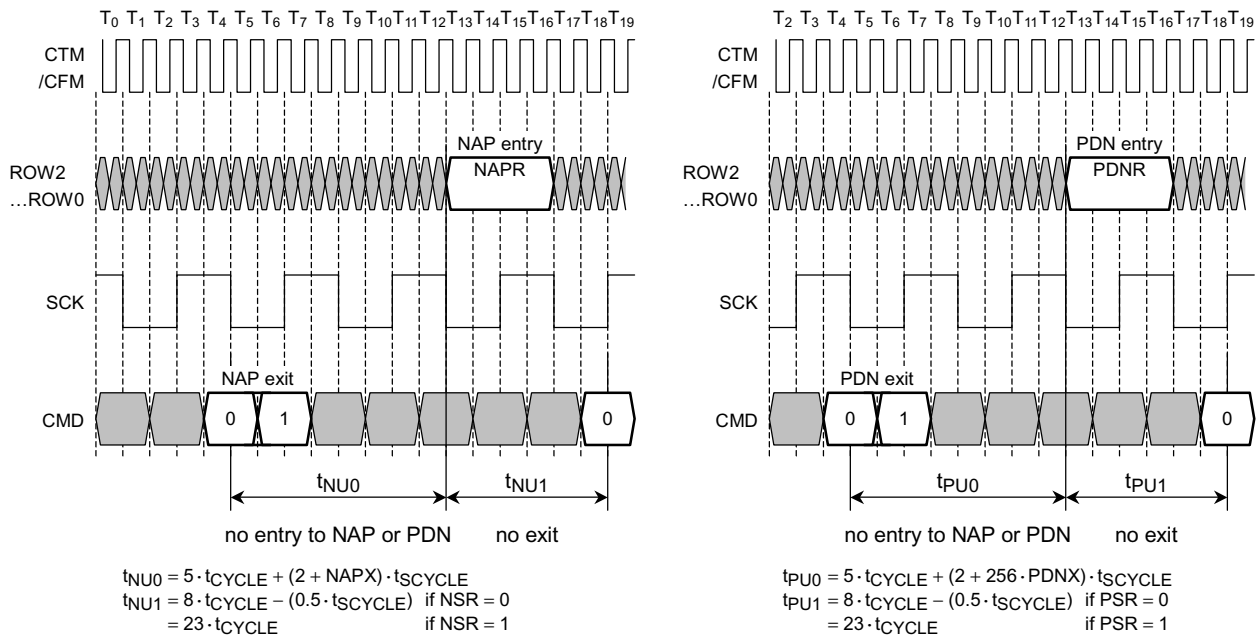 T0 T1 T2 T3 T4 T5 T6 T7 T8 T9 T10 T11 T12 T13 T14 T15 T16 T17 T18 T19
CTM
/CFM
NAP entry
ROW2
…ROW0
NAPR
SCK
NAP exit
CMD
0 1 0
tNU0 tNU1
no entry to NAP or PDN no exit
tNU0 = 5 · tCYCLE + (2 + NAPX) · tSCYCLE
tNU1 = 8 · tCYCLE − (0.5 · tSCYCLE) if NSR = 0
= 23 · tCYCLE if NSR = 1
T2 T3 T4 T5 T6 T7 T8 T9 T10 T11 T12 T13 T14 T15 T16 T17 T18 T19
CTM
/CFM
PDN entry
ROW2
…ROW0
PDNR
SCK
PDN exit
CMD
0 1 0
tPU0 tPU1
no entry to NAP or PDN no exit
tPU0 = 5 · tCYCLE + (2 + 256 · PDNX) · tSCYCLE
tPU1 = 8 · tCYCLE − (0.5 · tSCYCLE) if PSR = 0
= 23 · tCYCLE if PSR = 1